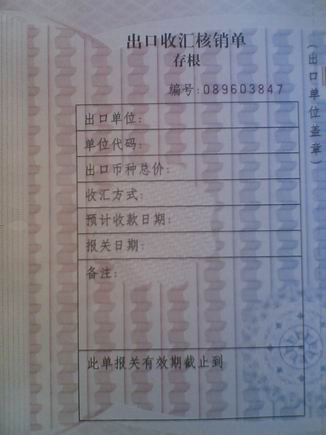 出口收汇核销单
存根
编号:089603847
出口单位:
单位代码:
出口币种总价:
收汇方式:
预计收款日期:
报关日期:
备注:
此单报关有效期截止到
(出口单位盖章)